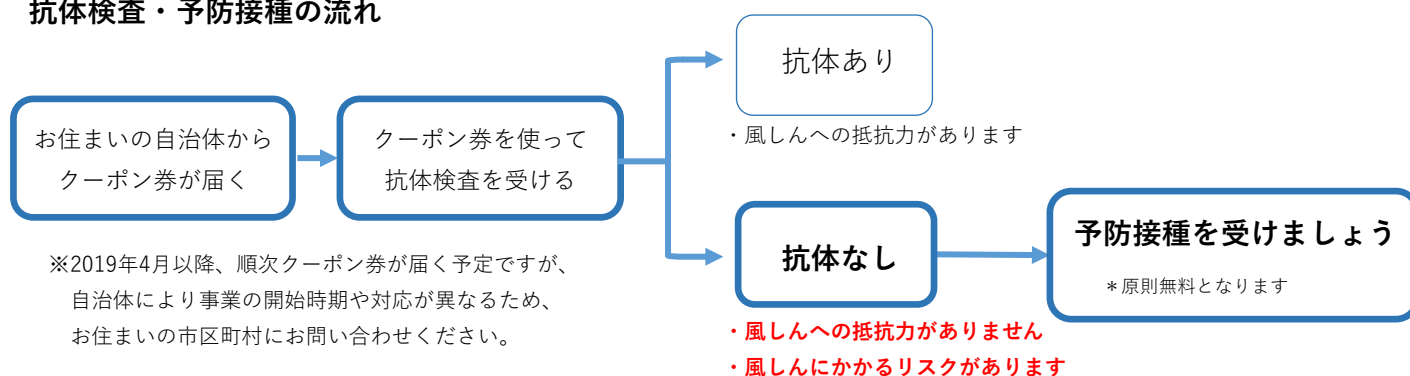 抗体検査・予防接種の流れ
お住まいの自治体から
クーポン券が届く
クーポン券を使って
抗体検査を受ける
抗体あり
・風しんへの抵抗力があります
抗体なし
・風しんへの抵抗力がありません
・風しんにかかるリスクがあります
予防接種を受けましょう
＊原則無料となります
※2019年4月以降、順次クーポン券が届く予定ですが、
自治体により事業の開始時期や対応が異なるため、
お住まいの市区町村にお問い合わせください。